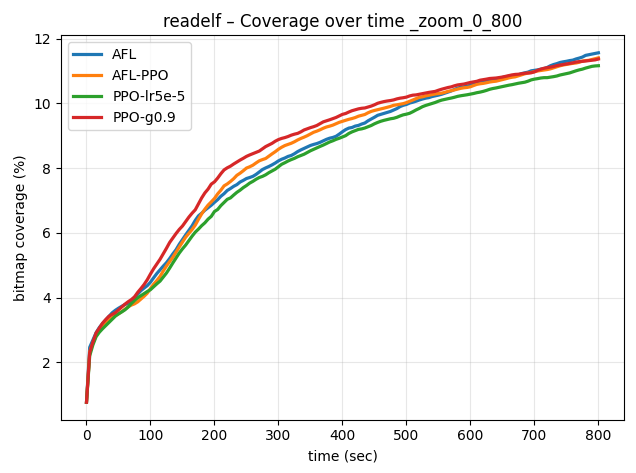 readelf – Coverage over time _zoom_0_800
AFL
AFL-PPO
PPO-lr5e-5
PPO-g0.9
bitmap coverage (%)
12
10
8
6
4
2
0 100 200 300 400 500 600 700 800
time (sec)